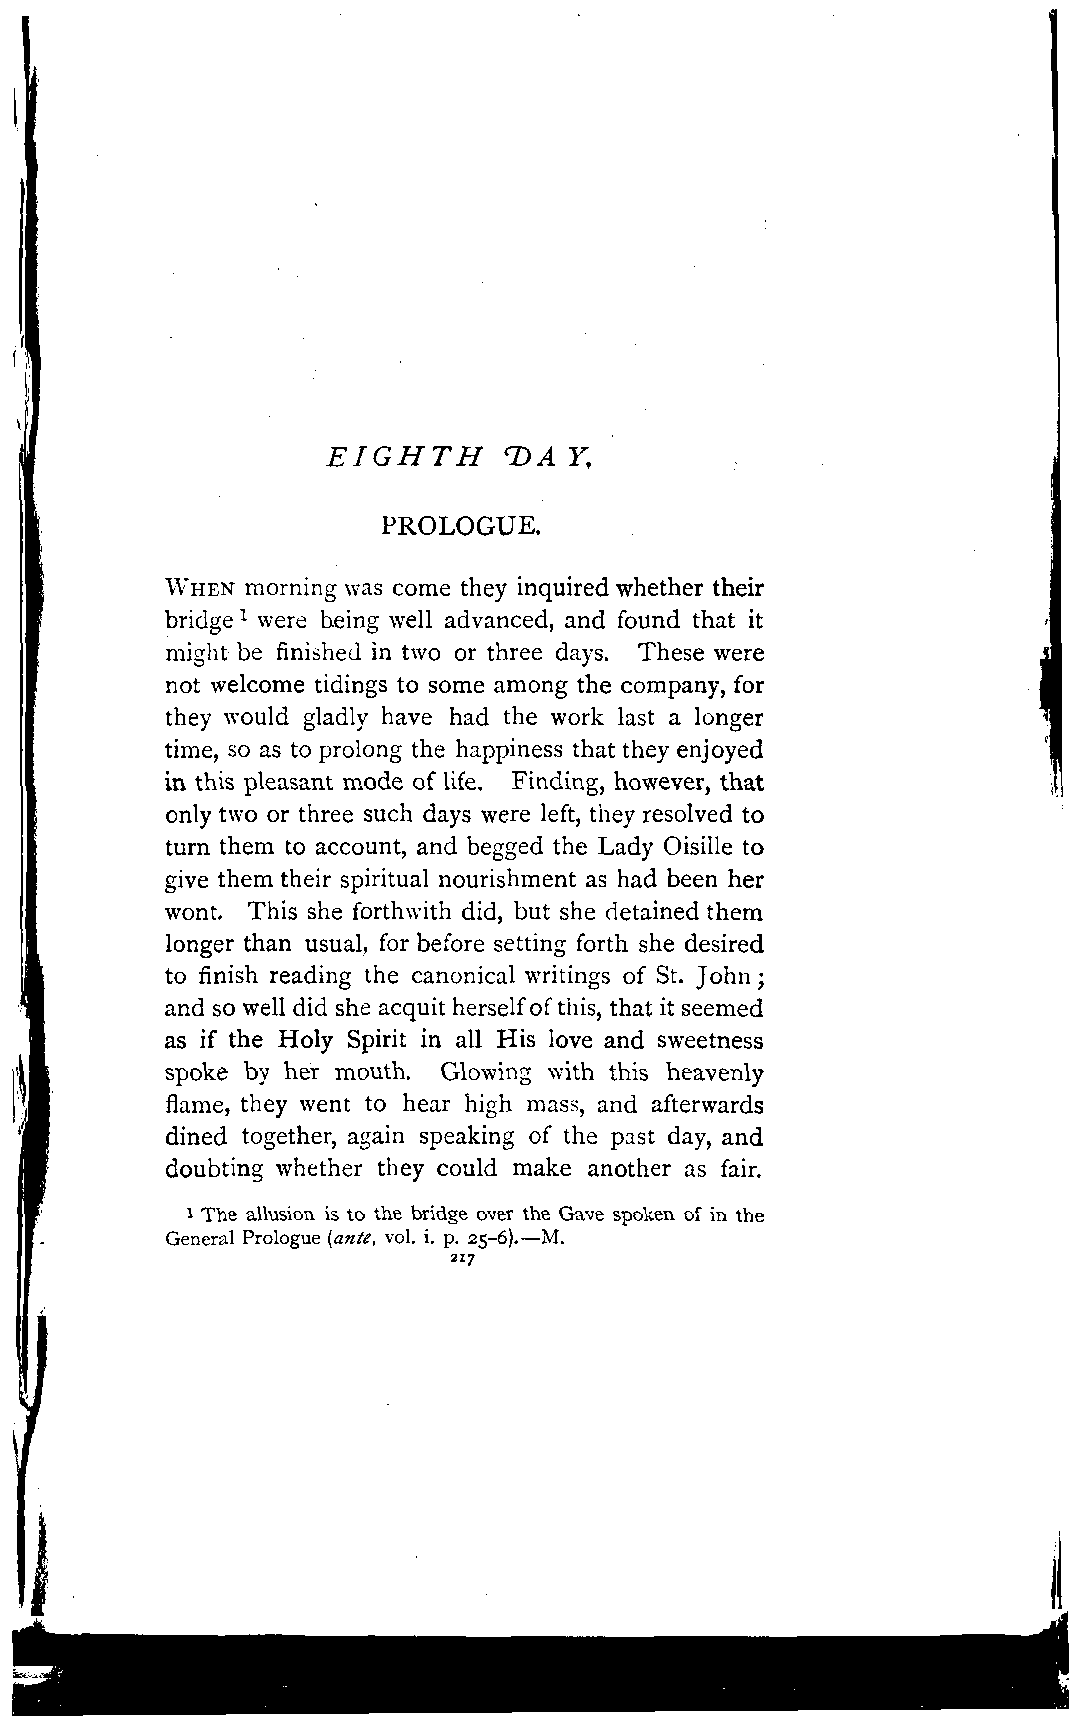 EIGHTH DAY.
PROLOGUE.
WHEN morning was come they inquired whether their
bridge 1 were being well advanced, and found that it
might be finished in two or three days. These were
not welcome tidings to some among the company, for
they would gladly have had the work last a longer
time, so as to prolong the happiness that they enjoyed
in this pleasant mode of life. Finding, however, that
only two or three such days were left, they resolved to
turn them to account, and begged the Lady Oisille to
give them their spiritual nourishment as had been her
wont. This she forthwith did, but she detained them
longer than usual, for before setting forth she desired
to finish reading the canonical writings of St. John;
and so well did she acquit herself of this, that it seemed
as if the Holy Spirit in all His love and sweetness
spoke by her mouth. Glowing with this heavenly
flame, they went to hear high mass, and afterwards
dined together, again speaking of the past day, and
doubting whether they could make another as fair.
1 The allusion is to the bridge over the Gave spoken of in the
General Prologue (ante, vol. i. p. 25-6).—M.
217